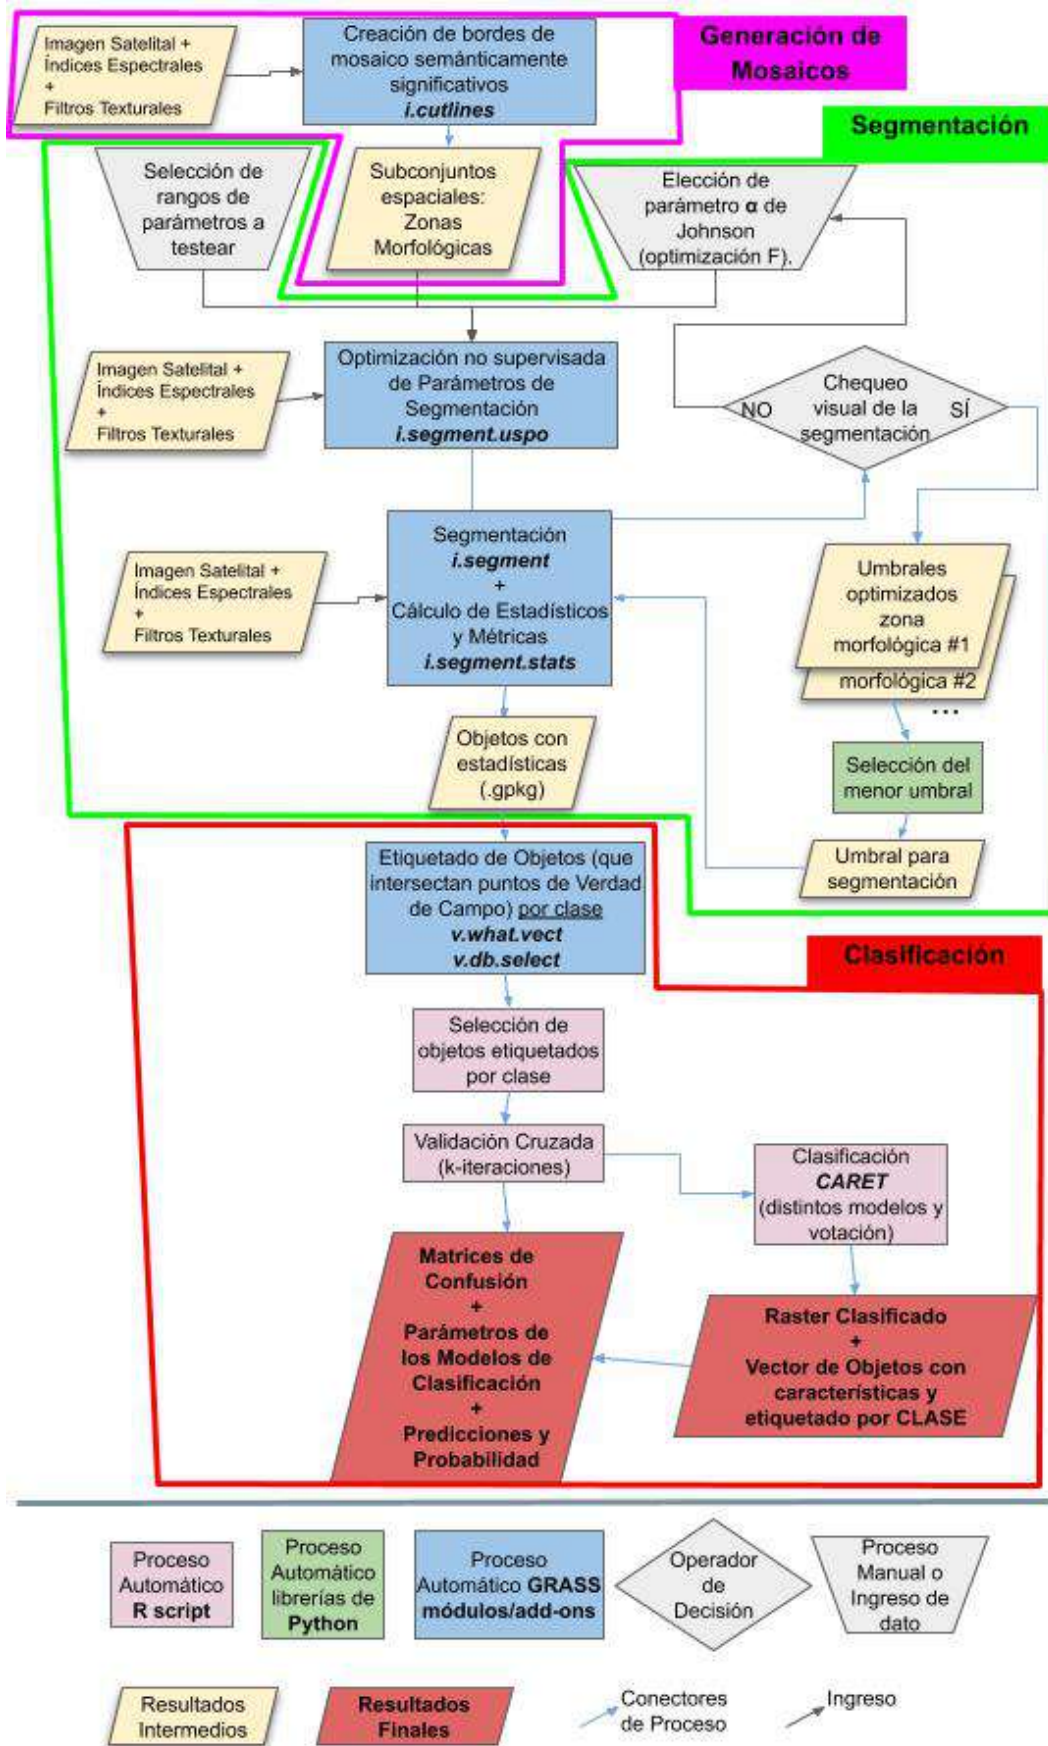 Imagen Satelital +
Índices Espectrales
+
Filtros Texturales
Creación de bordes de
mosaico semánticamente
significativos
i.cutlines
Generación de
Mosaicos
Segmentación
Selección de
rangos de
parámetros a
testear
Subconjuntos
espaciales:
Zonas
Morfológicas
Elección de
parámetro α de
Johnson
(optimización F).
Imagen Satelital +
Índices Espectrales
+
Filtros Texturales
Optimización no supervisada
de Parámetros de
Segmentación
i.segment.uspo
Chequeo
visual de la
segmentación
NO
SÍ
Imagen Satelital +
Índices Espectrales
+
Filtros Texturales
Segmentación
i.segment
+
Cálculo de Estadísticos
y Métricas
i.segment.stats
Umbrales
optimizados
zona
morfológica #1
morfológica #2
...
Objetos con
estadísticas
(.gpkg)
Selección del
menor umbral
Umbral para
segmentación
Etiquetado de Objetos (que
intersectan puntos de Verdad
de Campo) por clase
v.what.vect
v.db.select
Clasificación
Selección de
objetos etiquetados
por clase
Validación Cruzada
(k-iteraciones)
Clasificación
CARET
(distintos modelos y
votación)
Matrices de
Confusión
+
Parámetros de
los Modelos de
Clasificación
+
Predicciones y
Probabilidad
Raster Clasificado
+
Vector de Objetos con
características y
etiquetado por CLASE
Proceso
Automático
R script
Proceso
Automático
librerías de
Python
Proceso
Automático GRASS
módulos/add-ons
Operador
de
Decisión
Proceso
Manual o
Ingreso de
dato
Resultados
Intermedios
Resultados
Finales
Conectores
de Proceso
Ingreso